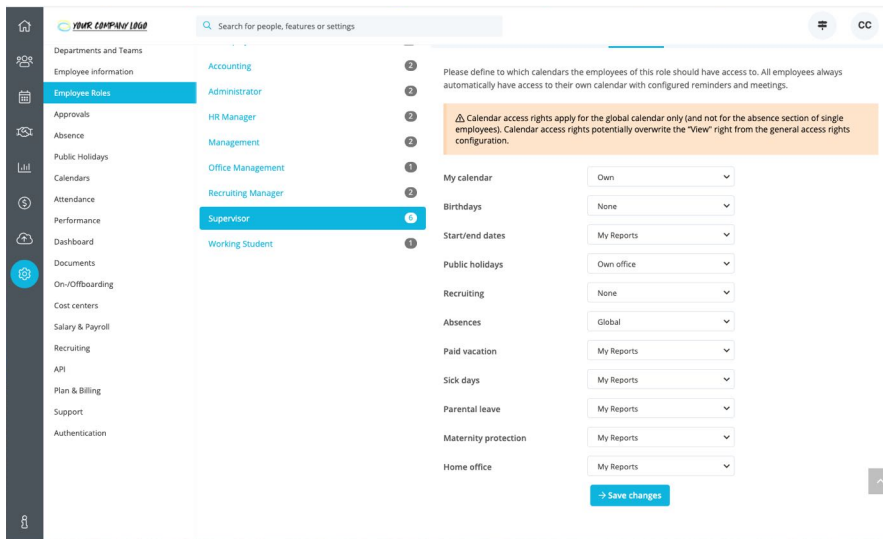 YOUR COMPANY LOGO
Search for people, features or settings
CC
Departments and Teams
Employee information
Employee Roles
Approvals
Absence
Public Holidays
Calendars
Attendance
Performance
Dashboard
Documents
On-/Offboarding
Cost centers
Salary & Payroll
Recruiting
API
Plan & Billing
Support
Authentication
Accounting 2
Administrator 2
HR Manager 2
Management 2
Office Management 1
Recruiting Manager 2
Supervisor 6
Working Student 1
Please define to which calendars the employees of this role should have access to. All employees always
automatically have access to their own calendar with configured reminders and meetings.
Calendar access rights apply for the global calendar only (and not for the absence section of single
employees). Calendar access rights potentially overwrite the "View" right from the general access rights
configuration.
My calendar Own
Birthdays None
Start/end dates My Reports
Public holidays Own office
Recruiting None
Absences Global
Paid vacation My Reports
Sick days My Reports
Parental leave My Reports
Maternity protection My Reports
Home office My Reports
→ Save changes